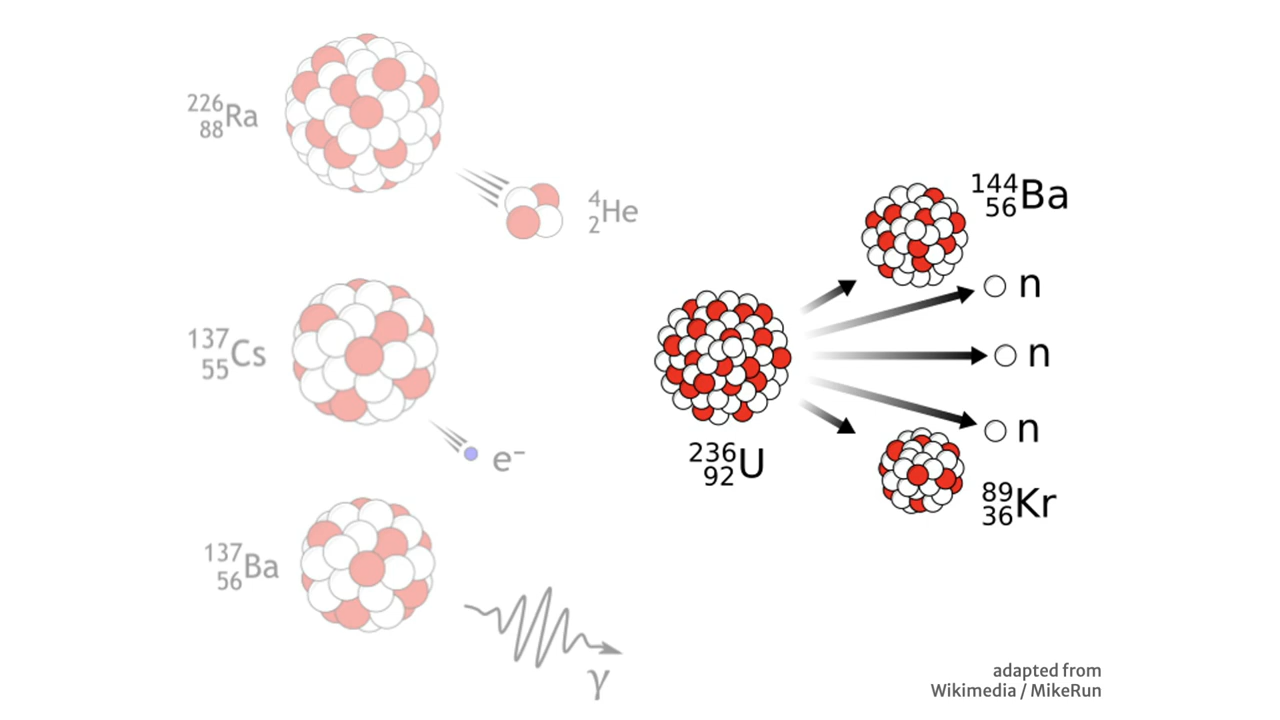 226
88Ra
4
2He
137
55Cs
e−
137
56Ba
γ
236
92U
144
56Ba
n
n
n
89
36Kr
adapted from
Wikimedia / MikeRun